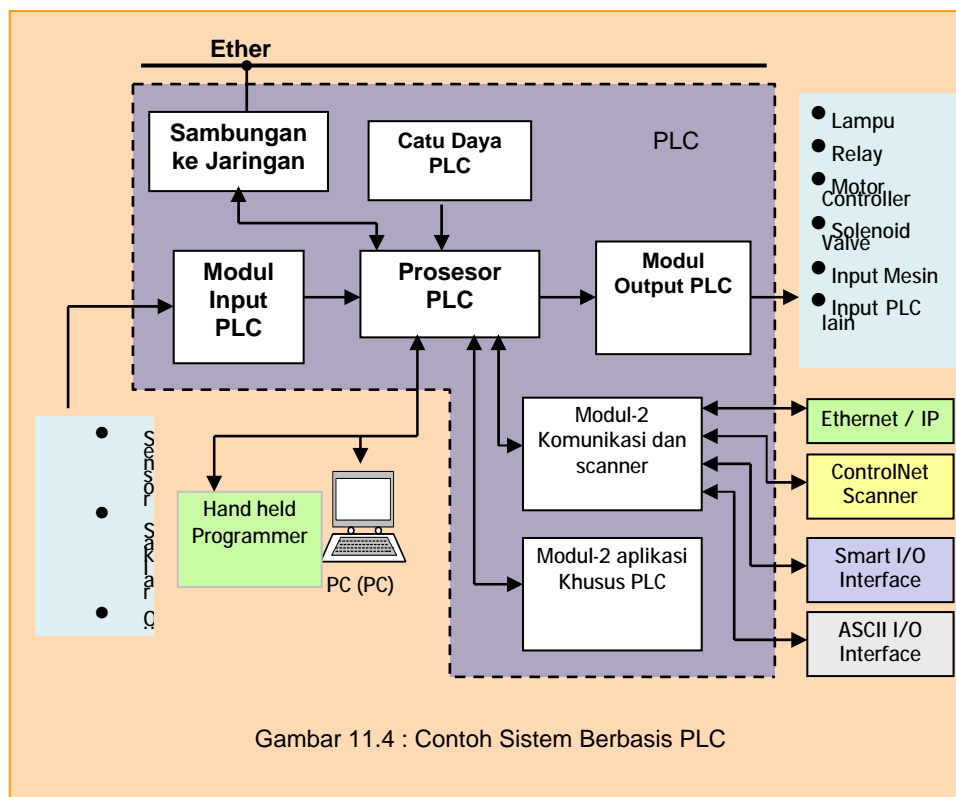 Ether
Sambungan
ke Jaringan
Catu Daya
PLC
PLC
Modul
Input
PLC
Prosesor
PLC
Modul
Output PLC
● Lampu
● Relay
● Motor
Controller
● Solenoid
Valve
● Input Mesin
● Input PLC
lain
● Sensor
● Saklar
●
Hand held
Programmer
PC (PC)
Modul-2
Komunikasi dan
scanner
Modul-2 aplikasi
Khusus PLC
Ethernet / IP
ControlNet
Scanner
Smart I/O
Interface
ASCII I/O
Interface
Gambar 11.4 : Contoh Sistem Berbasis PLC